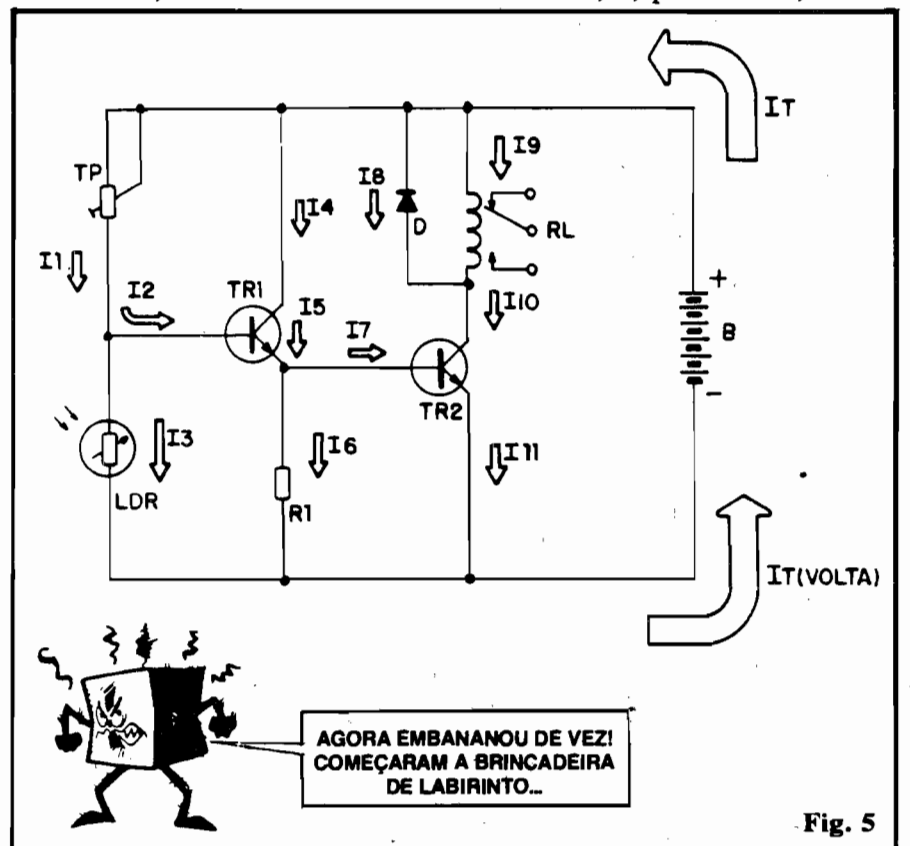 IT
I9
I8
TP
I4
D
RL
I1
I2
TR1
I5
I7
I10
+
B
-
TR2
I3
I6
I11
LDR
R1
IT(VOLTA)
AGORA EMBANANOU DE VEZ!
COMEÇARAM A BRINCADEIRA
DE LABIRINTO...
Fig. 5